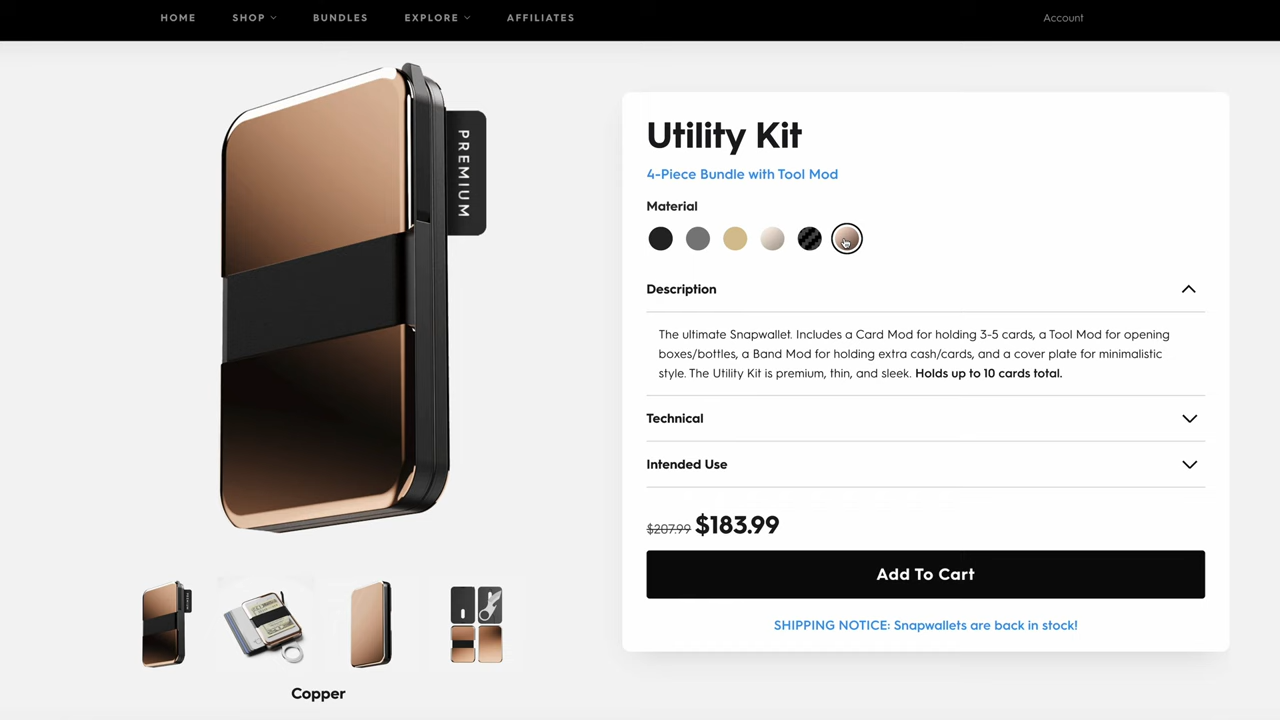 HOME SHOP BUNDLES EXPLORE AFFILIATES Account
PREMIUM
Utility Kit
4-Piece Bundle with Tool Mod
Material
Description
The ultimate Snapwallet. Includes a Card Mod for holding 3-5 cards, a Tool Mod for opening
boxes/bottles, a Band Mod for holding extra cash/cards, and a cover plate for minimalistic
style. The Utility Kit is premium, thin, and sleek. Holds up to 10 cards total.
Technical
Intended Use
$207.99 $183.99
Add To Cart
SHIPPING NOTICE: Snapwallets are back in stock!
Copper